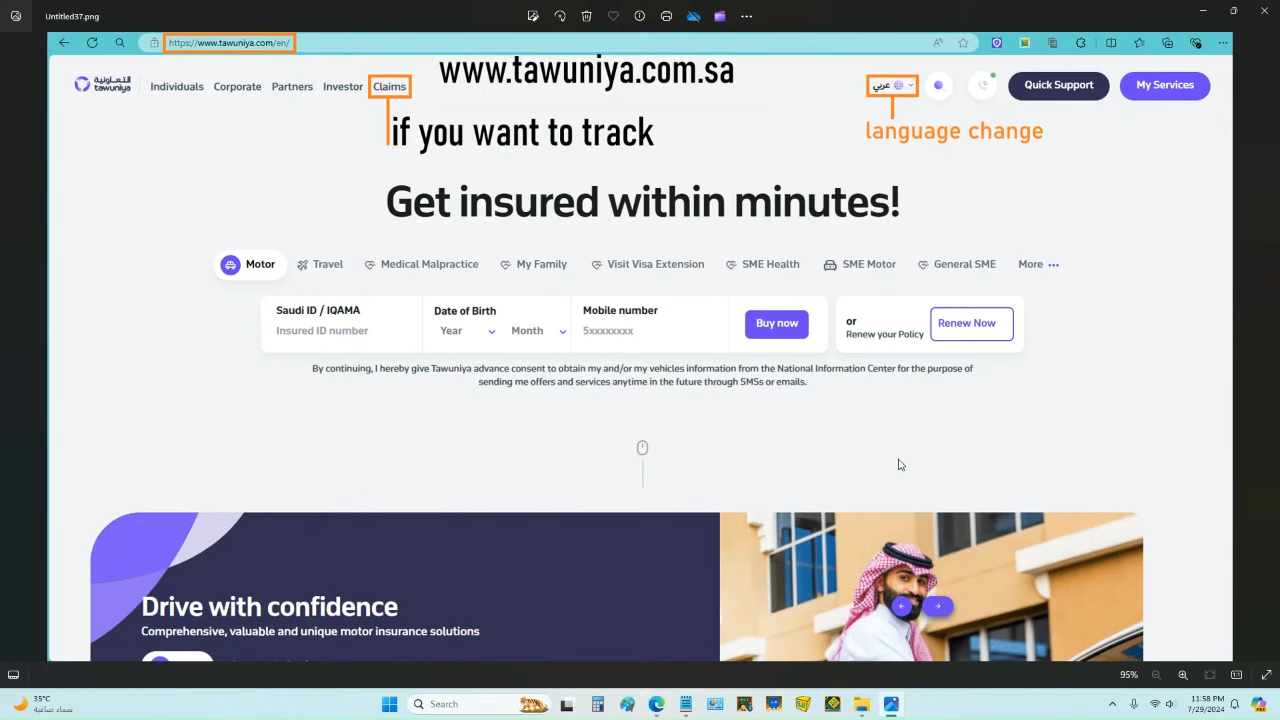 Untitled37.png
https://www.tawuniya.com/en/
www.tawuniya.com.sa
التعاونية
tawuniya
Individuals Corporate Partners Investor Claims
عربي
Quick Support
My Services
if you want to track
language change
Get insured within minutes!
Motor Travel Medical Malpractice My Family Visit Visa Extension SME Health SME Motor General SME More
Saudi ID / IQAMA
Insured ID number
Date of Birth
Year Month
Mobile number
5xxxxxxxx
Buy now
or
Renew your Policy
Renew Now
By continuing, I hereby give Tawuniya advance consent to obtain my and/or my vehicles information from the National Information Center for the purpose of
sending me offers and services anytime in the future through SMSs or emails.
Drive with confidence
Comprehensive, valuable and unique motor insurance solutions
95%
35°C
سماء صافية
Search
11:58 PM
7/29/2024